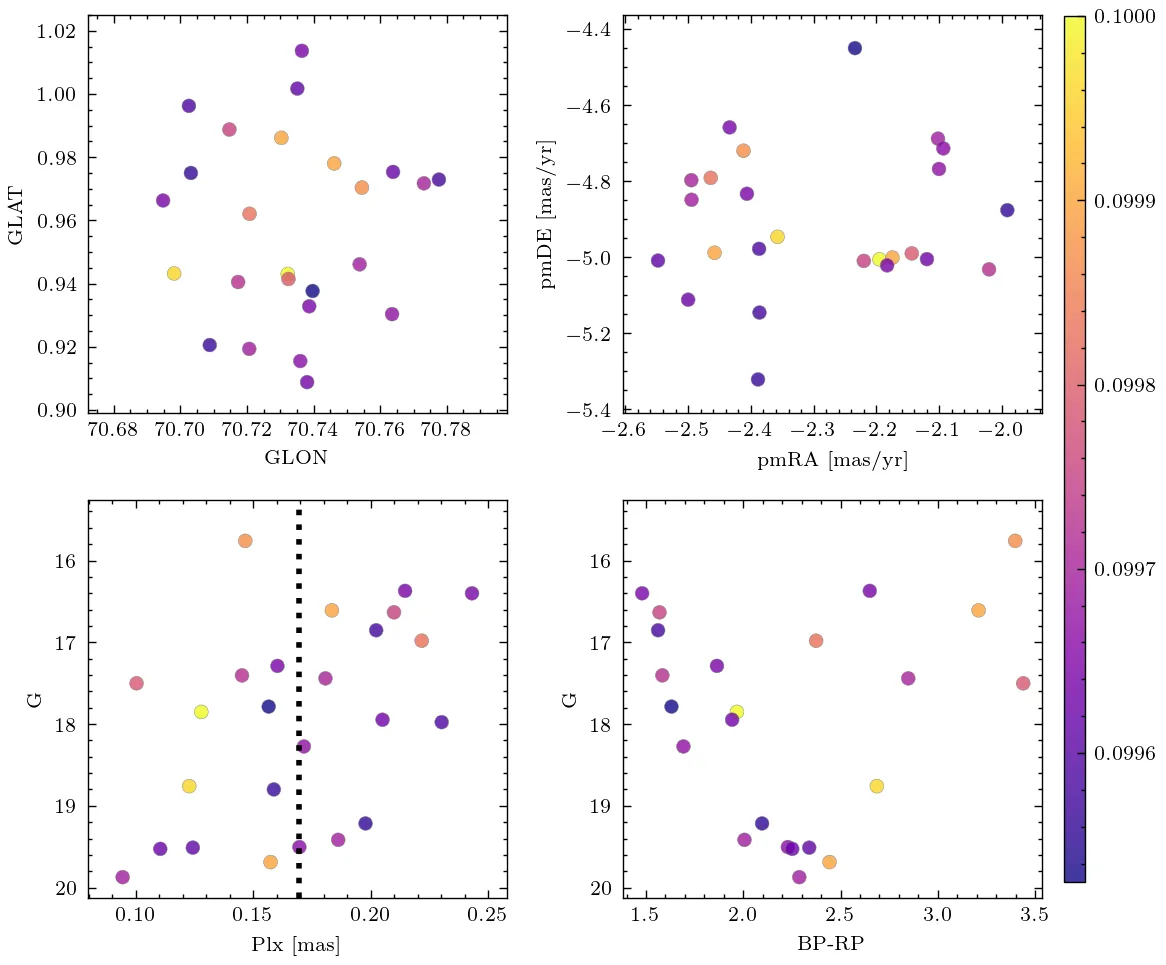 1.02
1.00
0.98
0.96
0.94
0.92
0.90
GLAT
70.68 70.70 70.72 70.74 70.76 70.78
GLON
−4.4
−4.6
−4.8
−5.0
−5.2
−5.4
pmDE [mas/yr]
−2.6 −2.5 −2.4 −2.3 −2.2 −2.1 −2.0
pmRA [mas/yr]
0.1000
0.0999
0.0998
0.0997
0.0996
16
17
18
19
20
G
0.10 0.15 0.20 0.25
Plx [mas]
16
17
18
19
20
G
1.5 2.0 2.5 3.0 3.5
BP-RP